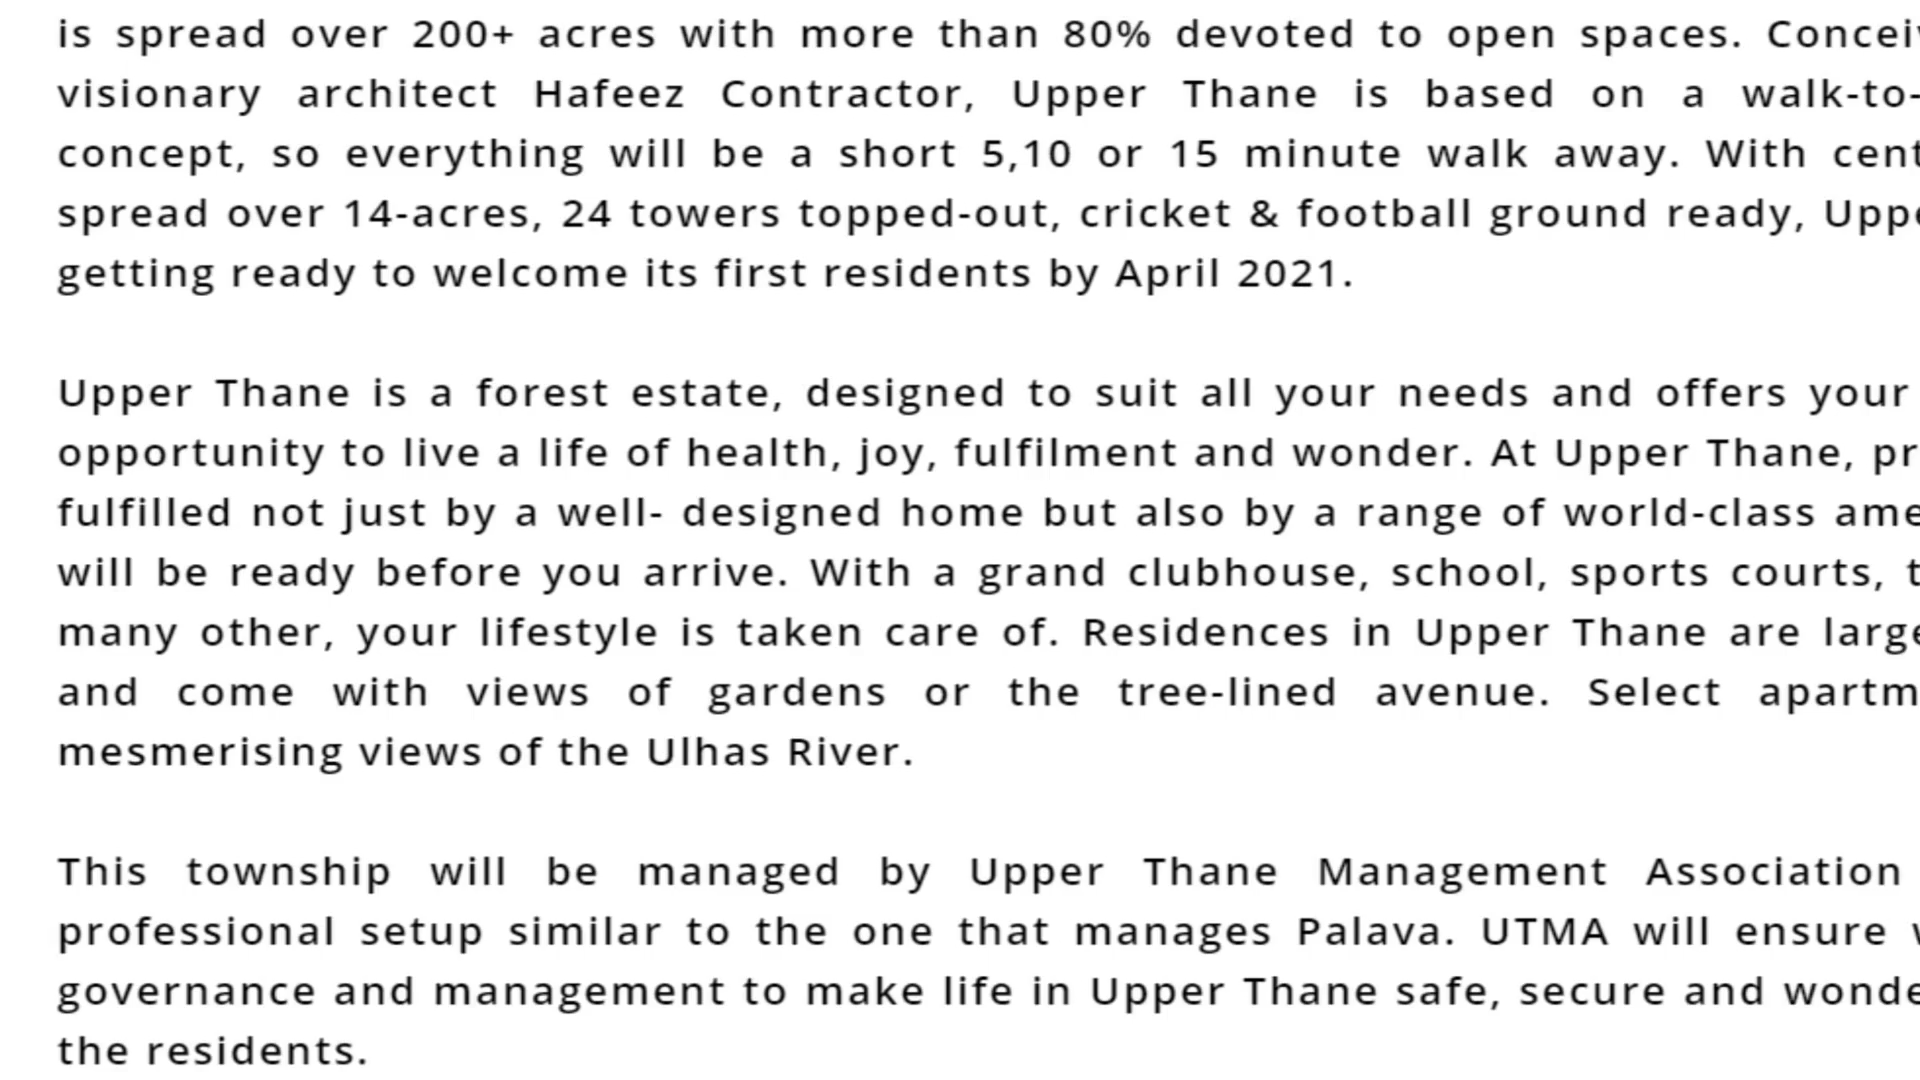 is spread over 200+ acres with more than 80% devoted to open spaces.
visionary architect Hafeez Contractor, Upper Thane is based on a walk-to-
concept, so everything will be a short 5,10 or 15 minute walk away. With
spread over 14-acres, 24 towers topped-out, cricket & football ground ready,
getting ready to welcome its first residents by April 2021.
Upper Thane is a forest estate, designed to suit all your needs and offers your
opportunity to live a life of health, joy, fulfilment and wonder. At Upper Thane,
fulfilled not just by a well- designed home but also by a range of world-class
will be ready before you arrive. With a grand clubhouse, school, sports courts,
many other, your lifestyle is taken care of. Residences in Upper Thane are
and come with views of gardens or the tree-lined avenue. Select
mesmerising views of the Ulhas River.
This township will be managed by Upper Thane Management Association
professional setup similar to the one that manages Palava. UTMA will ensure
governance and management to make life in Upper Thane safe, secure and
the residents.